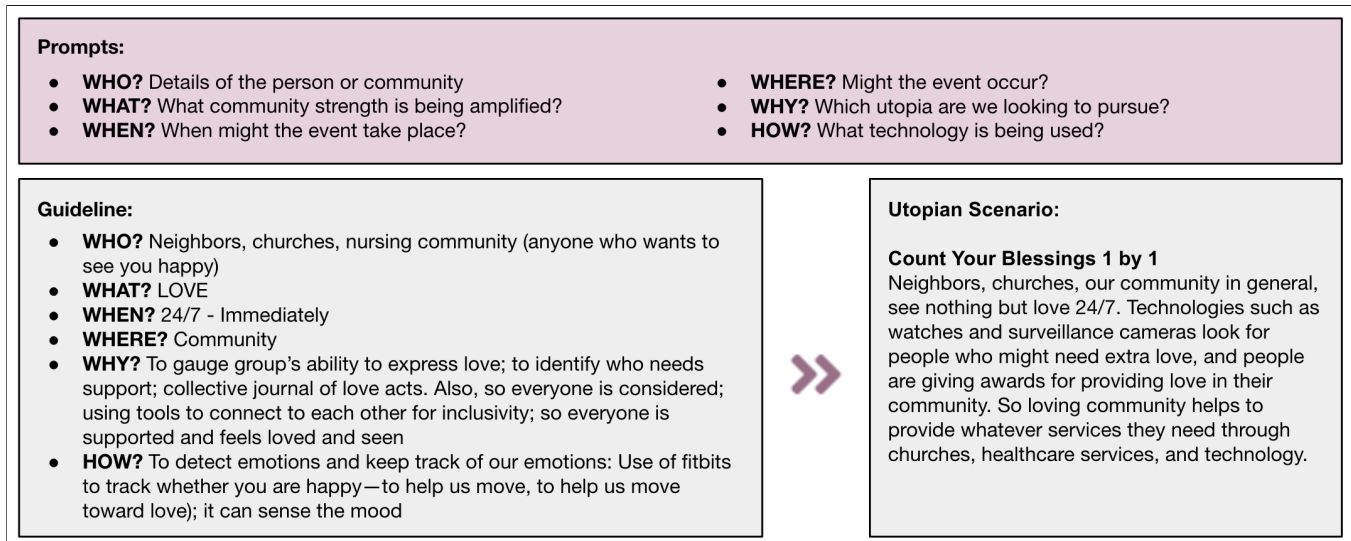 Prompts:
● WHO? Details of the person or community
● WHAT? What community strength is being amplified?
● WHEN? When might the event take place?
● WHERE? Might the event occur?
● WHY? Which utopia are we looking to pursue?
● HOW? What technology is being used?
Guideline:
● WHO? Neighbors, churches, nursing community (anyone who wants to
see you happy)
● WHAT? LOVE
● WHEN? 24/7 - Immediately
● WHERE? Community
● WHY? To gauge group’s ability to express love; to identify who needs
support; collective journal of love acts. Also, so everyone is considered;
using tools to connect to each other for inclusivity; so everyone is
supported and feels loved and seen
● HOW? To detect emotions and keep track of our emotions: Use of fitbits
to track whether you are happy—to help us move, to help us move
toward love); it can sense the mood
Utopian Scenario:
Count Your Blessings 1 by 1
Neighbors, churches, our community in general,
see nothing but love 24/7. Technologies such as
watches and surveillance cameras look for
people who might need extra love, and people
are giving awards for providing love in their
community. So loving community helps to
provide whatever services they need through
churches, healthcare services, and technology.